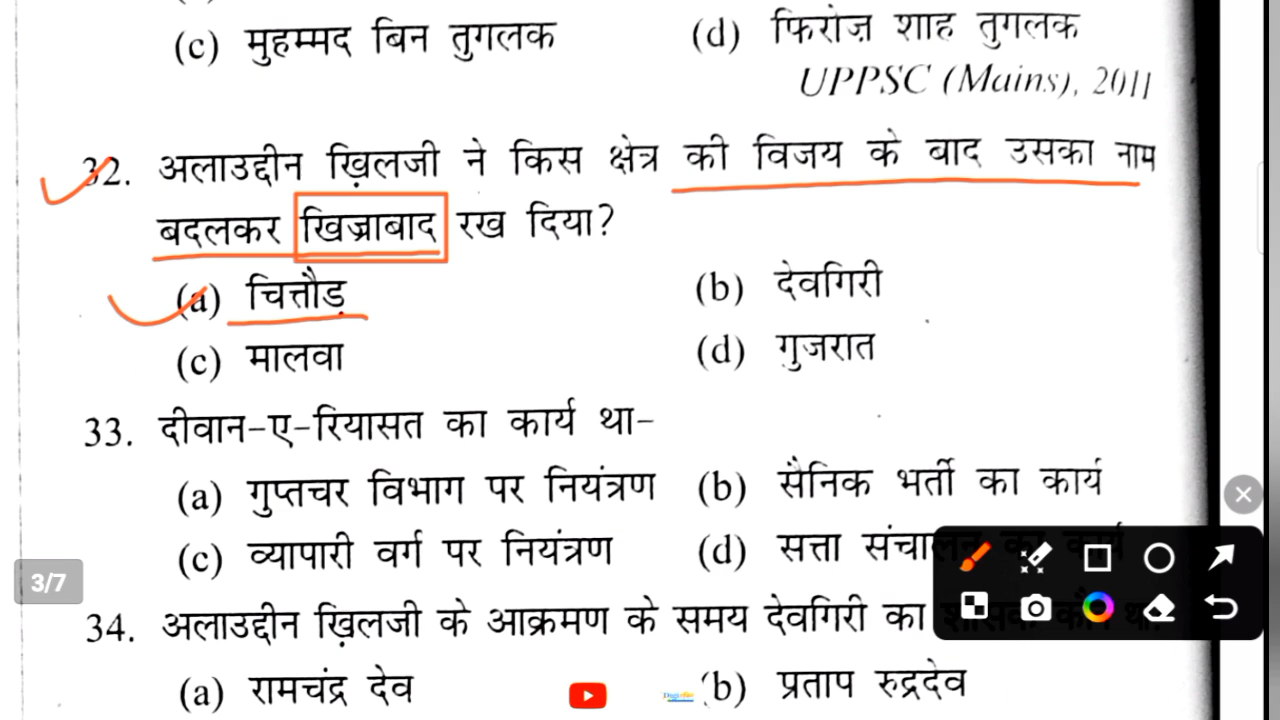 (c) मुहम्मद बिन तुगलक (d) फिरोज़ शाह तुगलक
UPPSC (Mains), 2011
32. अलाउद्दीन ख़िलजी ने किस क्षेत्र की विजय के बाद उसका नाम
बदलकर खिज्राबाद रख दिया?
(a) चित्तौड़ (b) देवगिरी
(c) मालवा (d) गुजरात
33. दीवान-ए-रियासत का कार्य था-
(a) गुप्तचर विभाग पर नियंत्रण (b) सैनिक भर्ती का कार्य
(c) व्यापारी वर्ग पर नियंत्रण (d) सत्ता संचालन का कार्य
3/7
34. अलाउद्दीन ख़िलजी के आक्रमण के समय देवगिरी का शासक कौन था?
(a) रामचंद्र देव (b) प्रताप रुद्रदेव